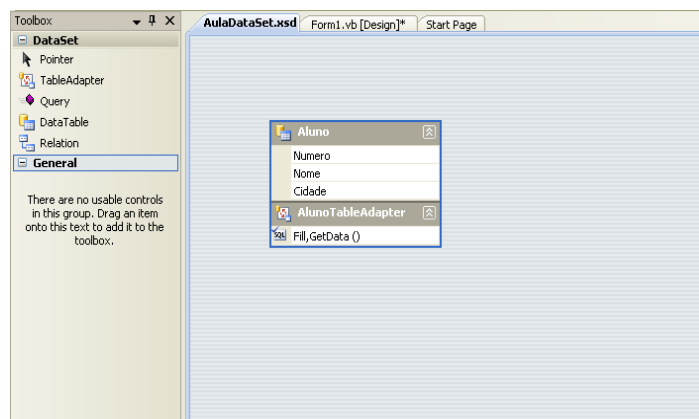 Toolbox
DataSet
Pointer
TableAdapter
Query
DataTable
Relation
General
There are no usable controls
in this group. Drag an item
onto this text to add it to the
toolbox.
AulaDataSet.xsd Form1.vb [Design]* Start Page
Aluno
Numero
Nome
Cidade
AlunoTableAdapter
SQL Fill,GetData ()